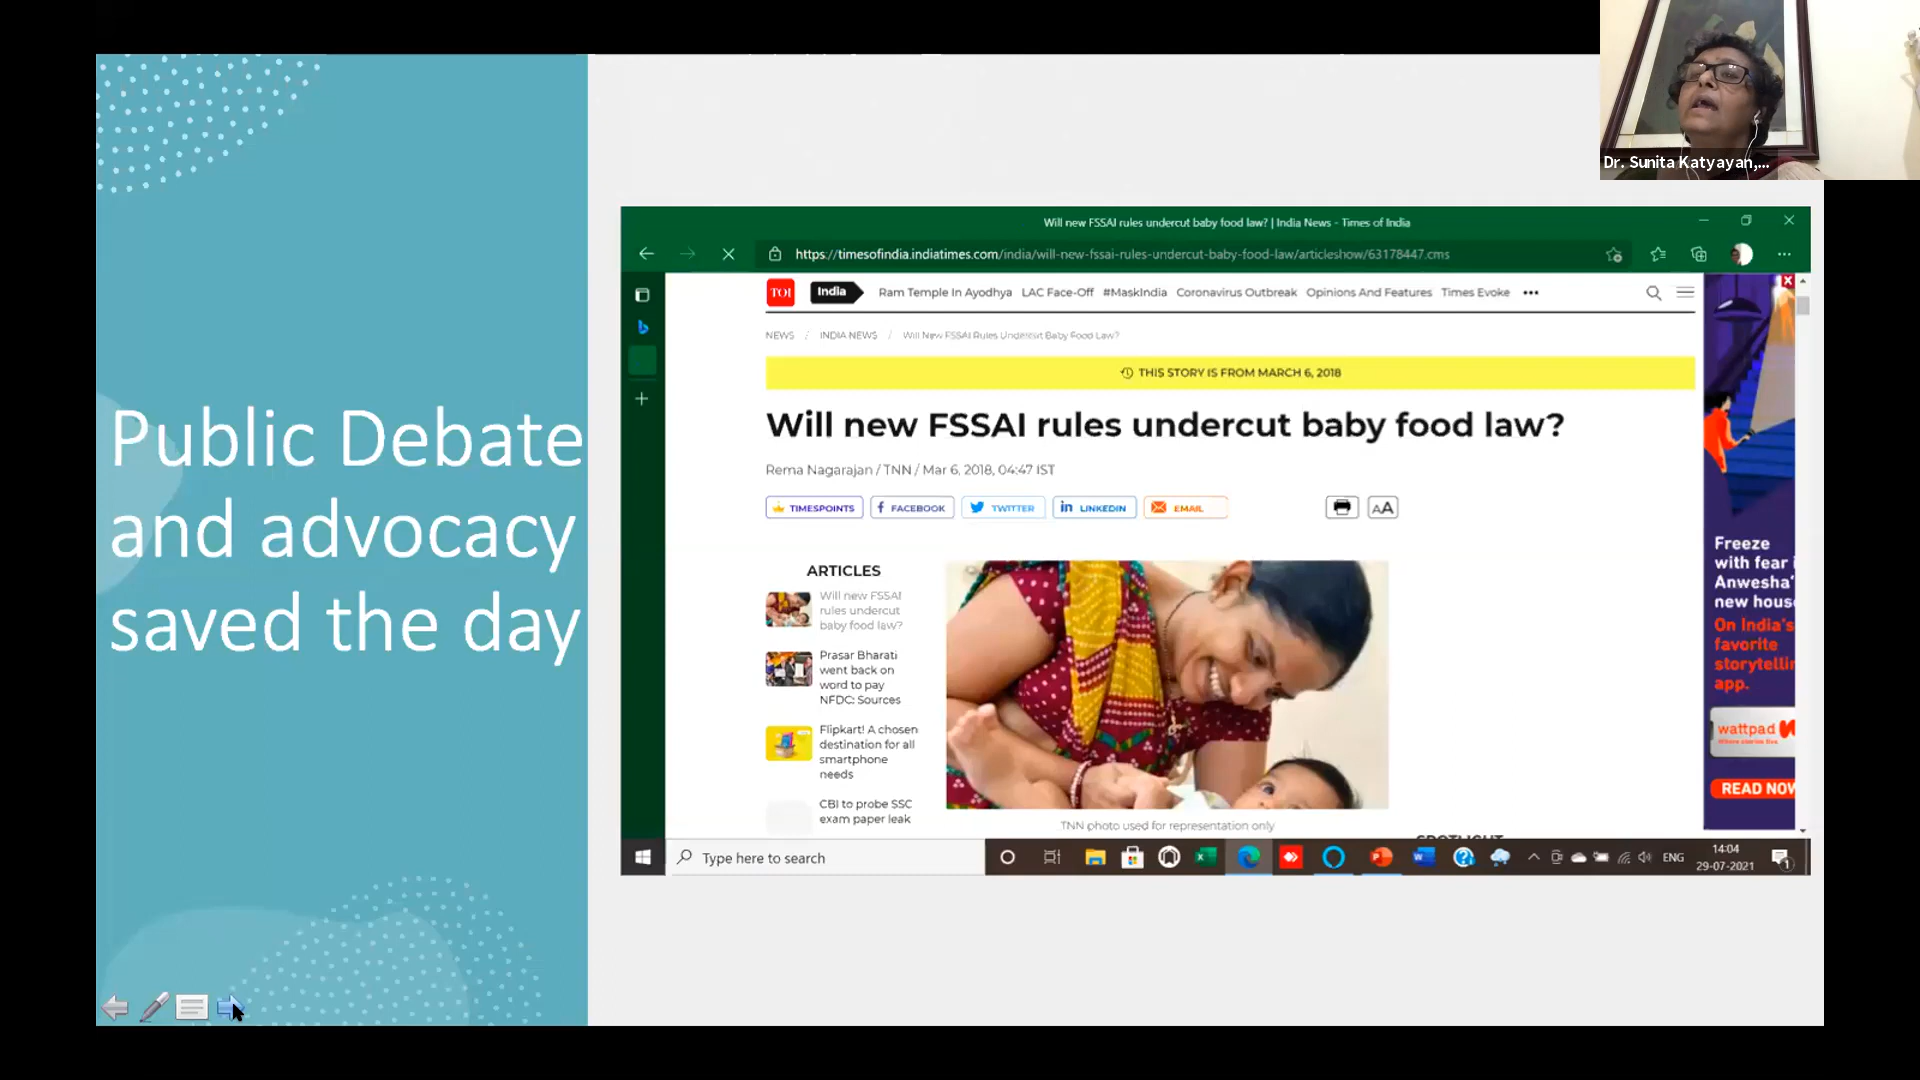 Dr. Sunita Katyayan,...
Public Debate
and advocacy
saved the day
Will new FSSAI rules undercut baby food law? | India News - Times of India
https://timesofindia.indiatimes.com/india/will-new-fssai-rules-undercut-baby-food-law/articleshow/63178447.cms
TOI India Ram Temple In Ayodhya LAC Face-Off #MaskIndia Coronavirus Outbreak Opinions And Features Times Evoke •••
NEWS / INDIA NEWS / Will New FSSAI Rules Undercut Baby Food Law?
THIS STORY IS FROM MARCH 6, 2018
Will new FSSAI rules undercut baby food law?
Rema Nagarajan / TNN / Mar 6, 2018, 04:47 IST
TIMESPOINTS FACEBOOK TWITTER LINKEDIN EMAIL AA
ARTICLES
Will new FSSAI
rules undercut
baby food law?
Prasar Bharati
went back on
word to pay
NFDC: Sources
Flipkart! A chosen
destination for all
smartphone
needs
CBI to probe SSC
exam paper leak
TNN photo used for representation only
SPOTLIGHT
Freeze
with fear i
Anwesha'
new hous
On India's
favorite
storytelli
app.
wattpad
Where stories live.
READ NOW
Type here to search
ENG
14:04
29-07-2021
1